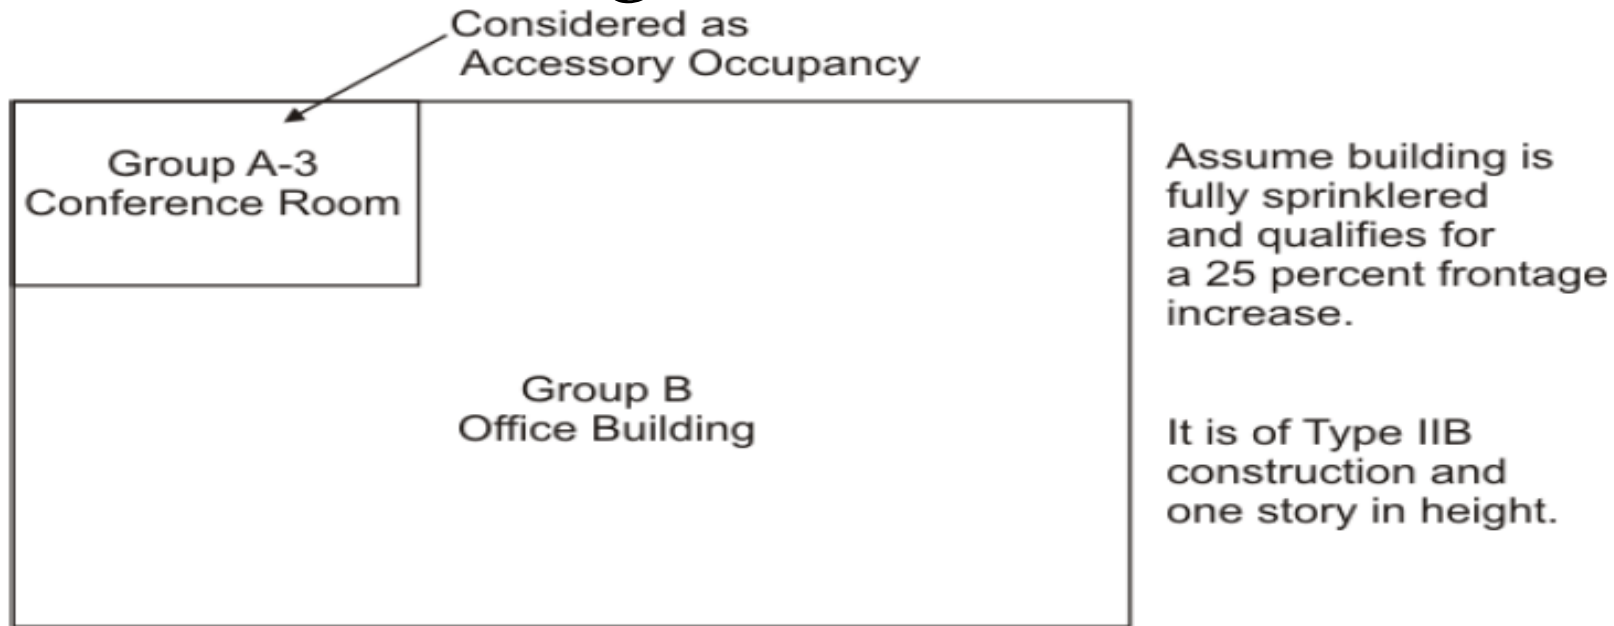 Considered as
Accessory Occupancy
Group A-3
Conference Room
Group B
Office Building
Assume building is
fully sprinklered
and qualifies for
a 25 percent frontage
increase.
It is of Type IIB
construction and
one story in height.